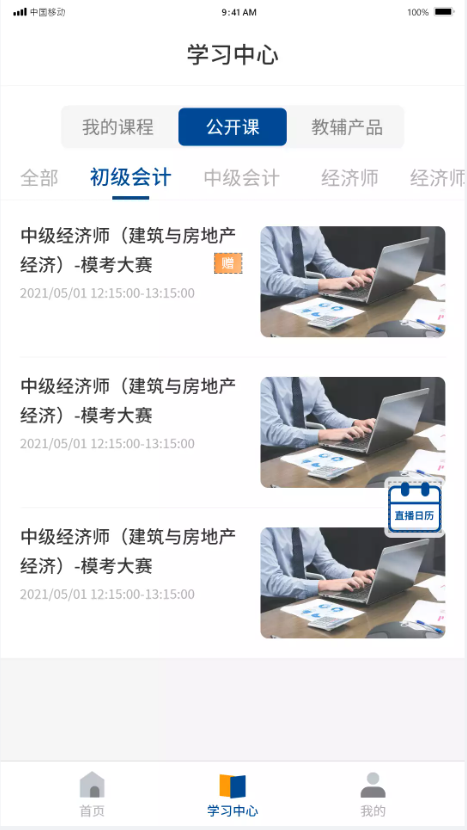 中国移动 9:41 AM 100%
学习中心
我的课程 公开课 教辅产品
全部 初级会计 中级会计 经济师 经济师
中级经济师（建筑与房地产
经济）-模考大赛 赠
2021/05/01 12:15:00-13:15:00
中级经济师（建筑与房地产
经济）-模考大赛
2021/05/01 12:15:00-13:15:00
直播日历
中级经济师（建筑与房地产
经济）-模考大赛
2021/05/01 12:15:00-13:15:00
首页 学习中心 我的